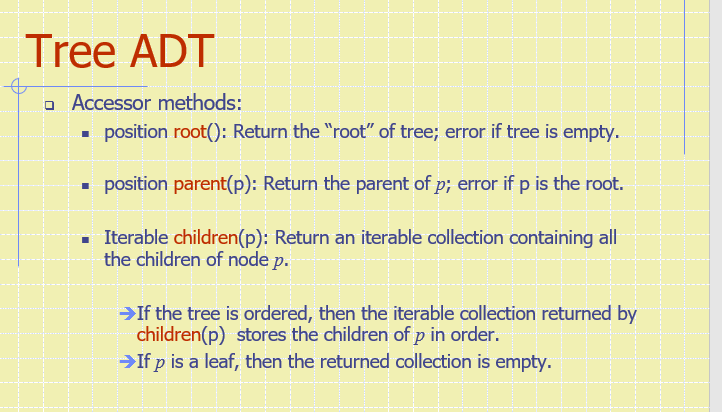 Tree ADT
❑ Accessor methods:
■ position root(): Return the “root” of tree; error if tree is empty.
■ position parent(p): Return the parent of p; error if p is the root.
■ Iterable children(p): Return an iterable collection containing all
the children of node p.
➔If the tree is ordered, then the iterable collection returned by
children(p) stores the children of p in order.
➔If p is a leaf, then the returned collection is empty.